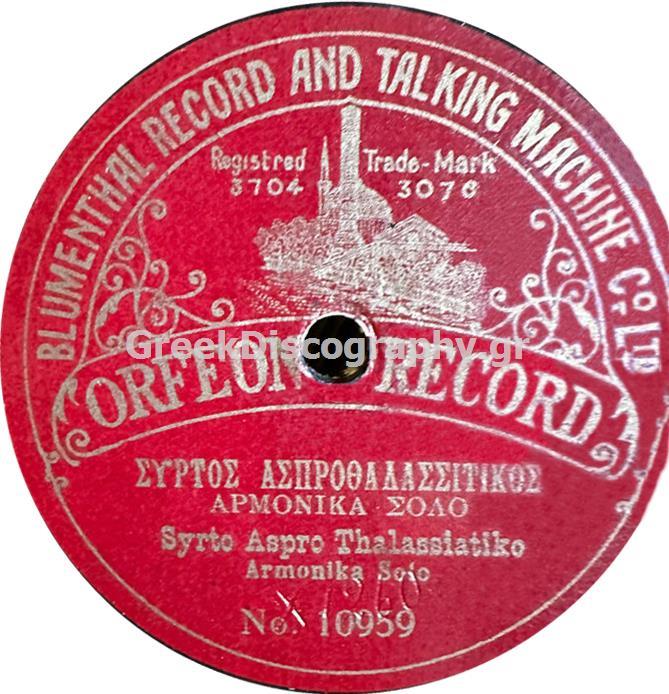 BLUMENTHAL RECORD AND TALKING MACHINE Co LTD
Registred Trade-Mark
3704 3076
GreekDiscography.gr
ORFEON RECORD
ΣΥΡΤΟΣ ΑΣΠΡΟΘΑΛΑΣΣΙΤΙΚΟΣ
ΑΡΜΟΝΙΚΑ ΣΟΛΟ
Syrto Aspro Thalassiatiko
Armonika Solo
No. 10959